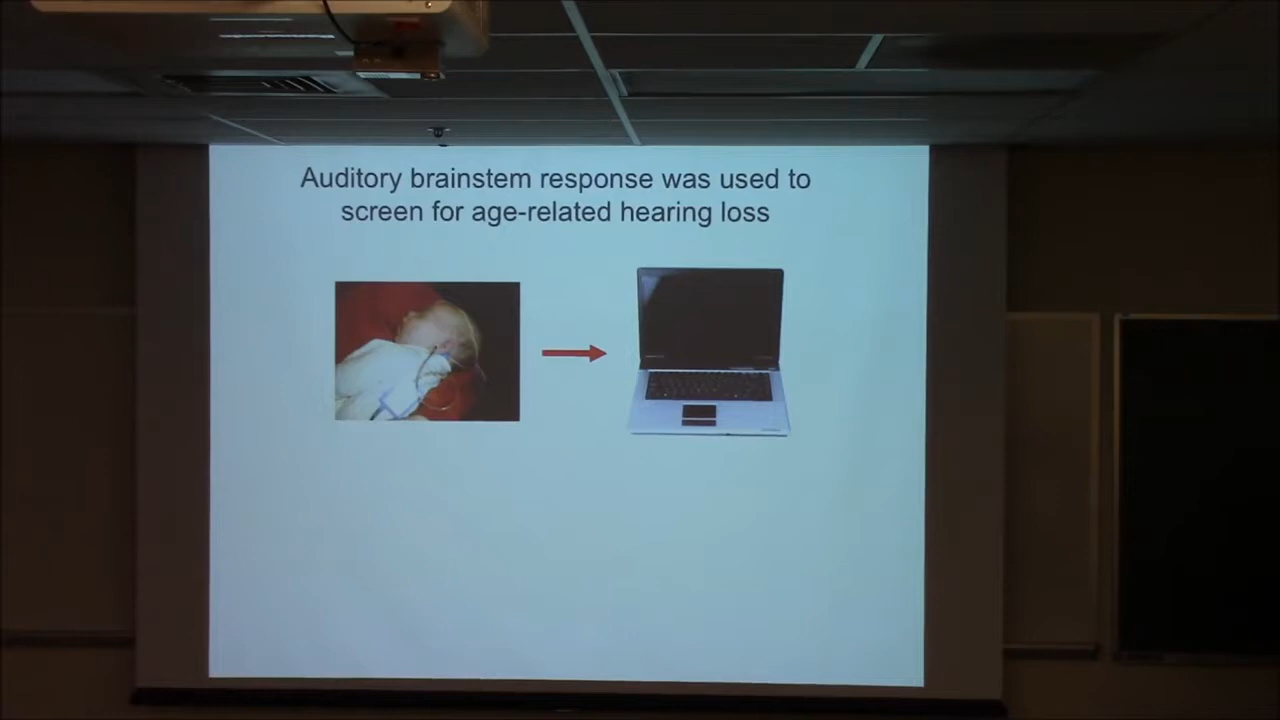 Auditory brainstem response was used to
screen for age-related hearing loss